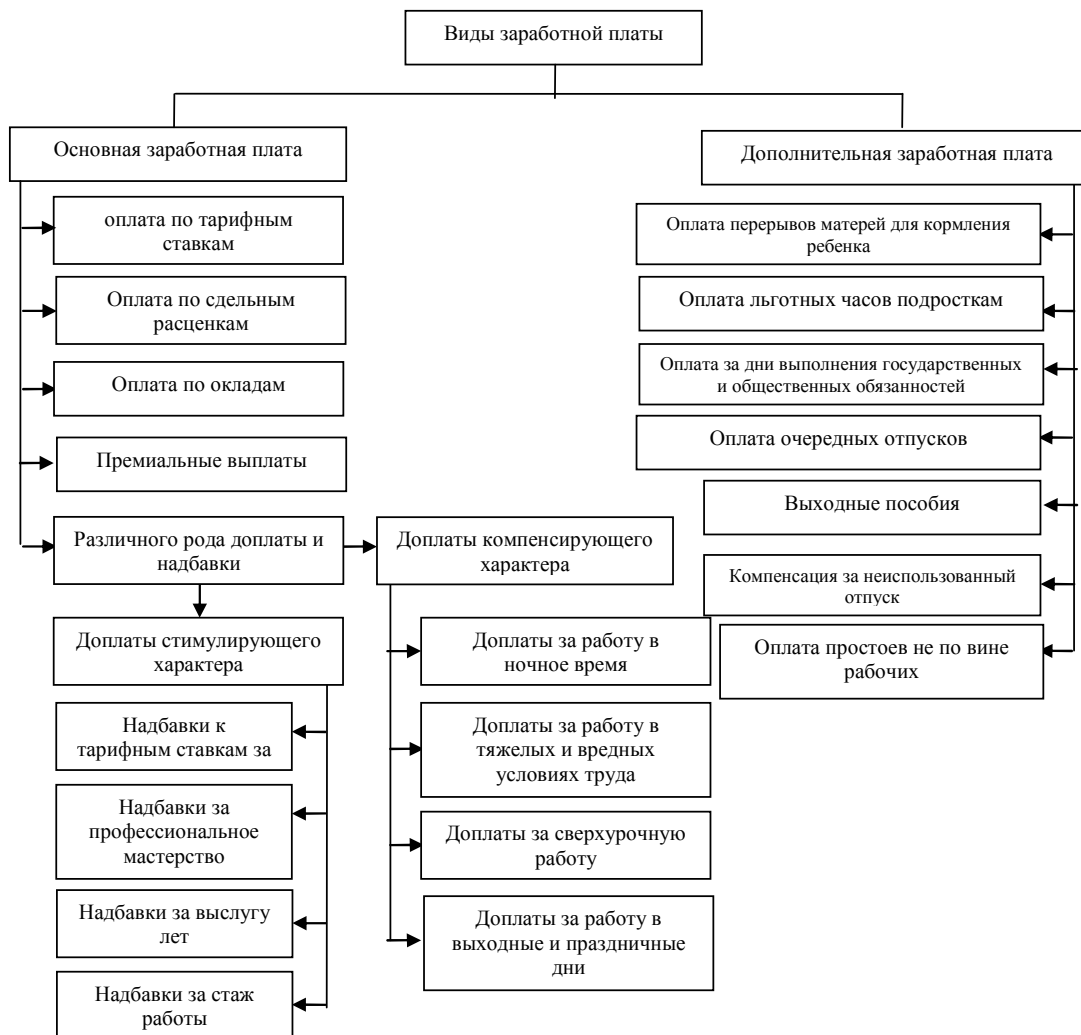 Виды заработной платы
Основная заработная плата
Дополнительная заработная плата
оплата по тарифным
ставкам
Оплата по сдельным
расценкам
Оплата по окладам
Премиальные выплаты
Различного рода доплаты и
надбавки
Доплаты компенсирующего
характера
Доплаты стимулирующего
характера
Надбавки к
тарифным ставкам за
Надбавки за
профессиональное
мастерство
Надбавки за выслугу
лет
Надбавки за стаж
работы
Доплаты за работу в
ночное время
Доплаты за работу в
тяжелых и вредных
условиях труда
Доплаты за сверхурочную
работу
Доплаты за работу в
выходные и праздничные
дни
Оплата перерывов матерей для кормления
ребенка
Оплата льготных часов подросткам
Оплата за дни выполнения государственных
и общественных обязанностей
Оплата очередных отпусков
Выходные пособия
Компенсация за неиспользованный
отпуск
Оплата простоев не по вине
рабочих